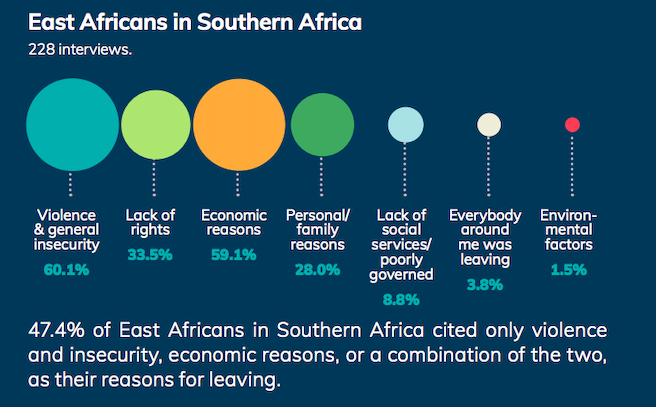 East Africans in Southern Africa
228 interviews.
Violence
& general
insecurity
60.1%
Lack of
rights
33.5%
Economic
reasons
59.1%
Personal/
family
reasons
28.0%
Lack of
social
services/
poorly
governed
8.8%
Everybody
around
me was
leaving
3.8%
Environ-
mental
factors
1.5%
47.4% of East Africans in Southern Africa cited only violence
and insecurity, economic reasons, or a combination of the two,
as their reasons for leaving.